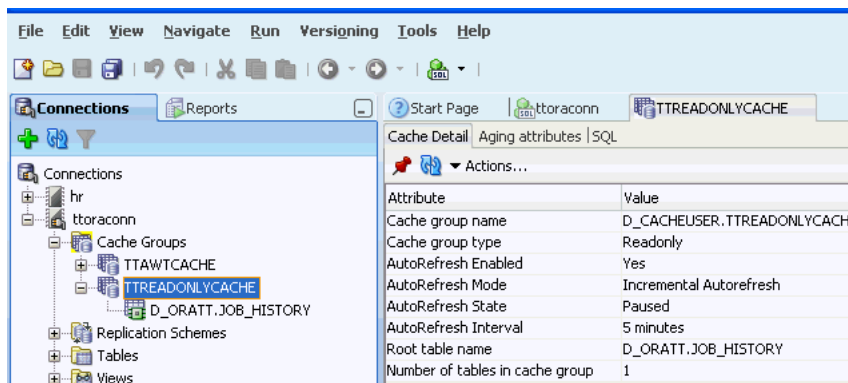 File Edit View Navigate Run Versioning Tools Help
SQL
Connections Reports
Start Page ttoraconn TTREADONLYCACHE
Cache Detail Aging attributes SQL
Actions...
Connections
hr
ttoraconn
Cache Groups
TTAWTCACHE
TTREADONLYCACHE
D_ORATT.JOB_HISTORY
Replication Schemes
Tables
Views
Attribute Value
Cache group name D_CACHEUSER.TTREADONLYCACH
Cache group type Readonly
AutoRefresh Enabled Yes
AutoRefresh Mode Incremental Autorefresh
AutoRefresh State Paused
AutoRefresh Interval 5 minutes
Root table name D_ORATT.JOB_HISTORY
Number of tables in cache group 1